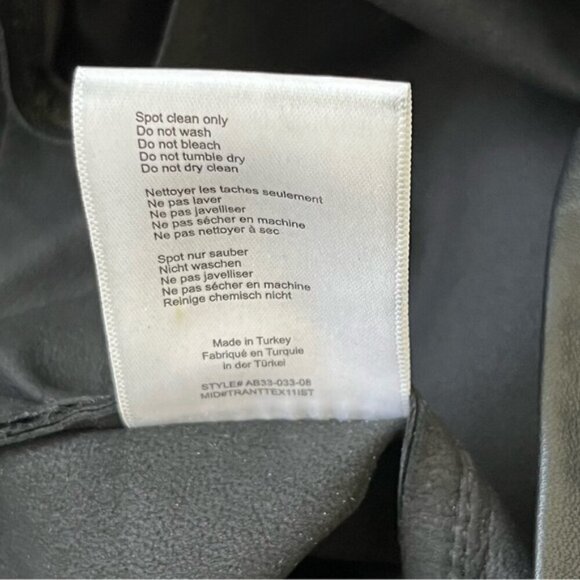 Spot clean only
Do not wash
Do not bleach
Do not tumble dry
Do not dry clean
Nettoyer les taches seulement
Ne pas laver
Ne pas javelliser
Ne pas sécher en machine
Ne pas nettoyer à sec
Spot nur sauber
Nicht waschen
Ne pas javelliser
Ne pas sécher en machine
Reinige chemisch nicht
Made in Turkey
Fabriqué en Turquie
in der Türkei
STYLE# AB33-033-08
MID#TRANTTEX11IST